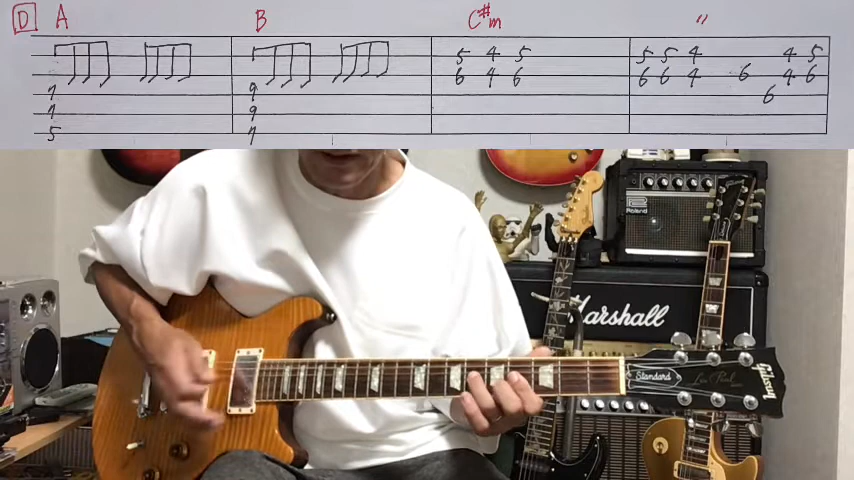 D A B C#m "
5 4 5 5 5 4 4 5
6 4 6 6 6 4 6 4 6
7 9 6
7 9
5 7
Roland
Marshall
Standard Les Paul Gibson